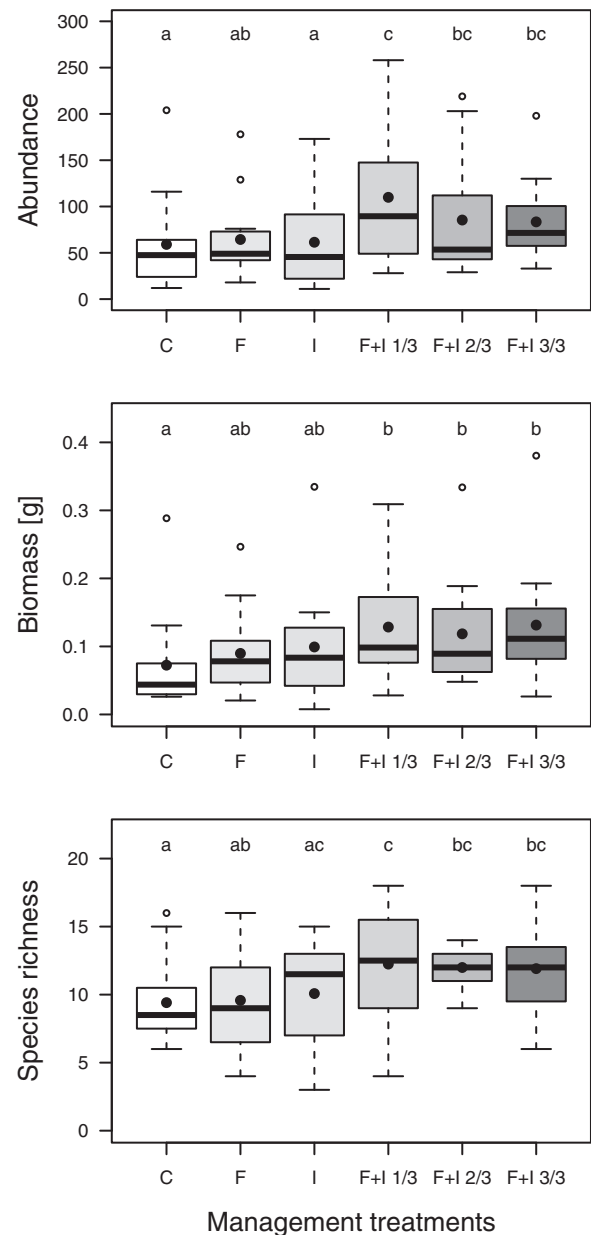 300
250
200
150
100
50
0
Abundance
a ab a c bc bc
C F I F+I 1/3 F+I 2/3 F+I 3/3
0.4
0.3
0.2
0.1
0.0
Biomass [g]
a ab ab b b b
C F I F+I 1/3 F+I 2/3 F+I 3/3
20
15
10
5
0
Species richness
a ab ac c bc bc
C F I F+I 1/3 F+I 2/3 F+I 3/3
Management treatments